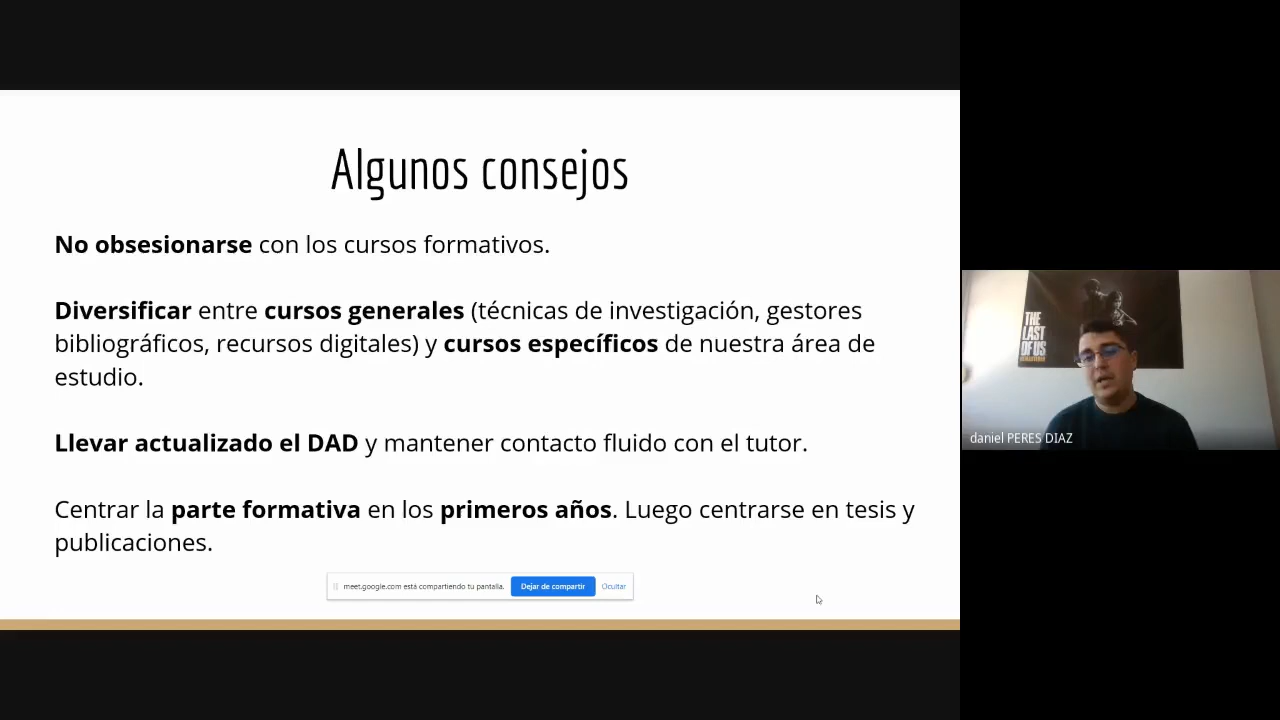 Algunos consejos
No obsesionarse con los cursos formativos.
Diversificar entre cursos generales (técnicas de investigación, gestores
bibliográficos, recursos digitales) y cursos específicos de nuestra área de
estudio.
Llevar actualizado el DAD y mantener contacto fluido con el tutor.
Centrar la parte formativa en los primeros años. Luego centrarse en tesis y
publicaciones.
meet.google.com está compartiendo tu pantalla. Dejar de compartir Ocultar
THE
LAST
OF US
REMASTERED
daniel PERES DIAZ